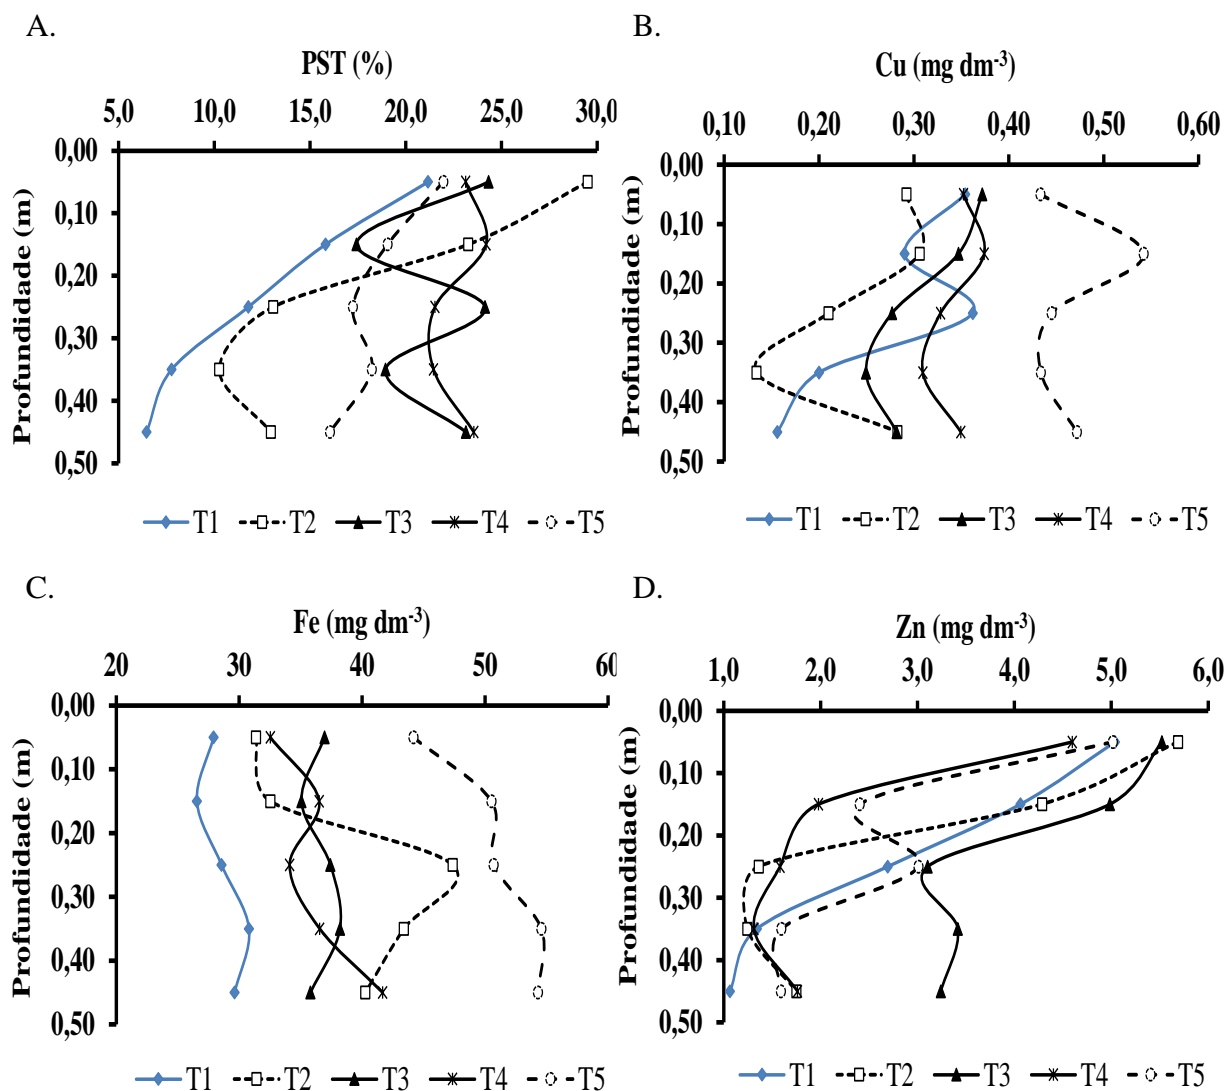 A.
PST (%)
5,0 10,0 15,0 20,0 25,0 30,0
0,00
0,10
0,20
0,30
0,40
0,50
Profundidade (m)
T1 T2 T3 T4 T5
B.
Cu (mg dm-3)
0,10 0,20 0,30 0,40 0,50 0,60
0,00
0,10
0,20
0,30
0,40
0,50
Profundidade (m)
T1 T2 T3 T4 T5
C.
Fe (mg dm-3)
20 30 40 50 60
0,00
0,10
0,20
0,30
0,40
0,50
Profundidade (m)
T1 T2 T3 T4 T5
D.
Zn (mg dm-3)
1,0 2,0 3,0 4,0 5,0 6,0
0,00
0,10
0,20
0,30
0,40
0,50
Profundidade (m)
T1 T2 T3 T4 T5